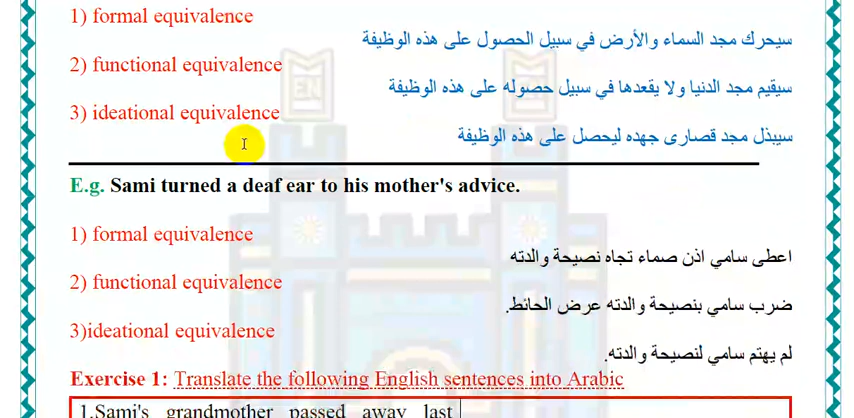 1) formal equivalence
سيحرك مجد السماء والأرض في سبيل الحصول على هذه الوظيفة
2) functional equivalence
سيقيم مجد الدنيا ولا يقعدها في سبيل حصوله على هذه الوظيفة
3) ideational equivalence
سيبذل مجد قصارى جهده ليحصل على هذه الوظيفة
E.g. Sami turned a deaf ear to his mother's advice.
1) formal equivalence
اعطى سامي اذن صماء تجاه نصيحة والدته
2) functional equivalence
ضرب سامي بنصيحة والدته عرض الحائط.
3)ideational equivalence
لم يهتم سامي لنصيحة والدته.
Exercise 1: Translate the following English sentences into Arabic
1.Sami's grandmother passed away last
EN